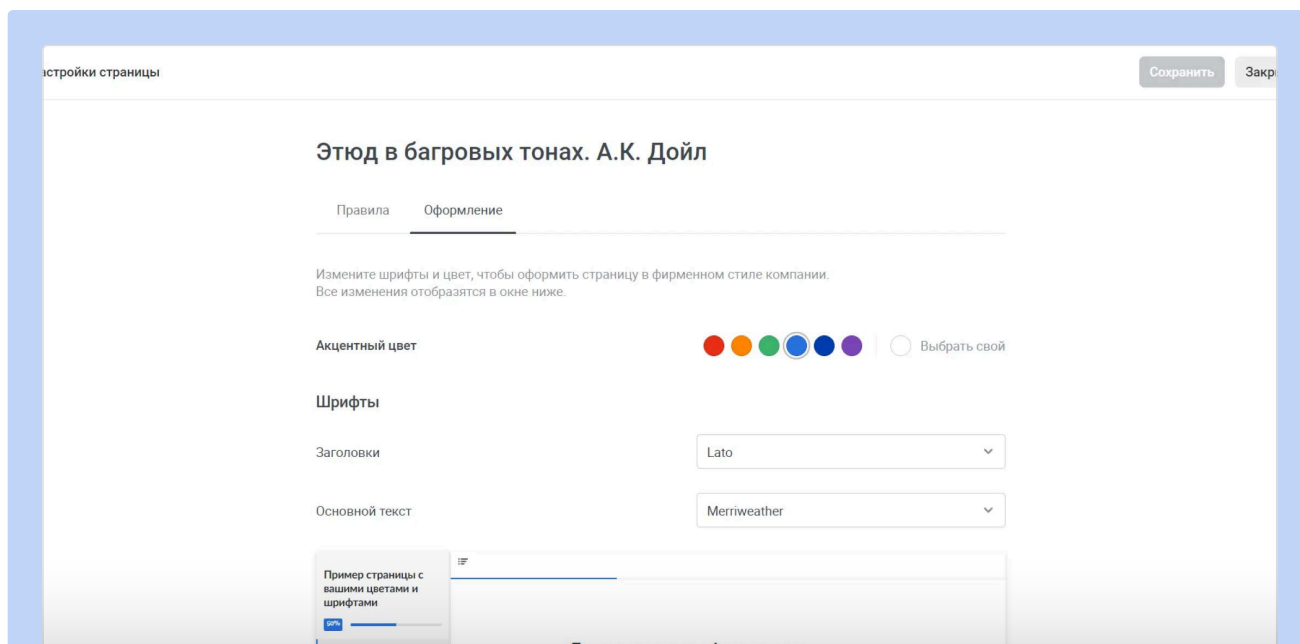 стройки страницы
Сохранить
Закр
Этюд в багровых тонах. А.К. Дойл
Правила
Оформление
Измените шрифты и цвет, чтобы оформить страницу в фирменном стиле компании.
Все изменения отобразятся в окне ниже.
Акцентный цвет
Выбрать свой
Шрифты
Заголовки
Lato
Основной текст
Merriweather
Пример страницы с
вашими цветами и
шрифтами
50%